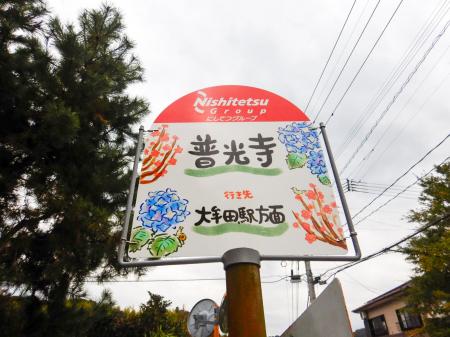 Nishitetsu
Group
にしてつグループ
普光寺
行き先
大牟田駅方面